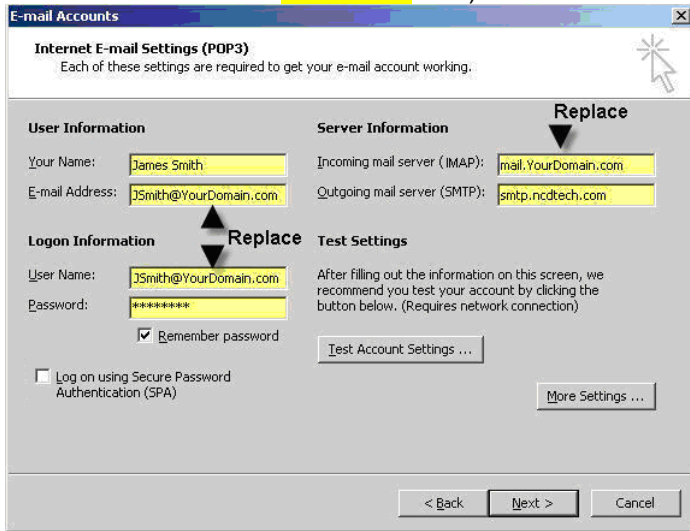 E-mail Accounts
Internet E-mail Settings (POP3)
Each of these settings are required to get your e-mail account working.
User Information
Your Name: James Smith
E-mail Address: JSmith@YourDomain.com
Replace
Logon Information
User Name: JSmith@YourDomain.com
Password: ********
Remember password
Log on using Secure Password
Authentication (SPA)
Server Information
Replace
Incoming mail server (IMAP): mail.YourDomain.com
Outgoing mail server (SMTP): smtp.ncdtech.com
Test Settings
After filling out the information on this screen, we
recommend you test your account by clicking the
button below. (Requires network connection)
Test Account Settings ...
More Settings ...
< Back
Next >
Cancel